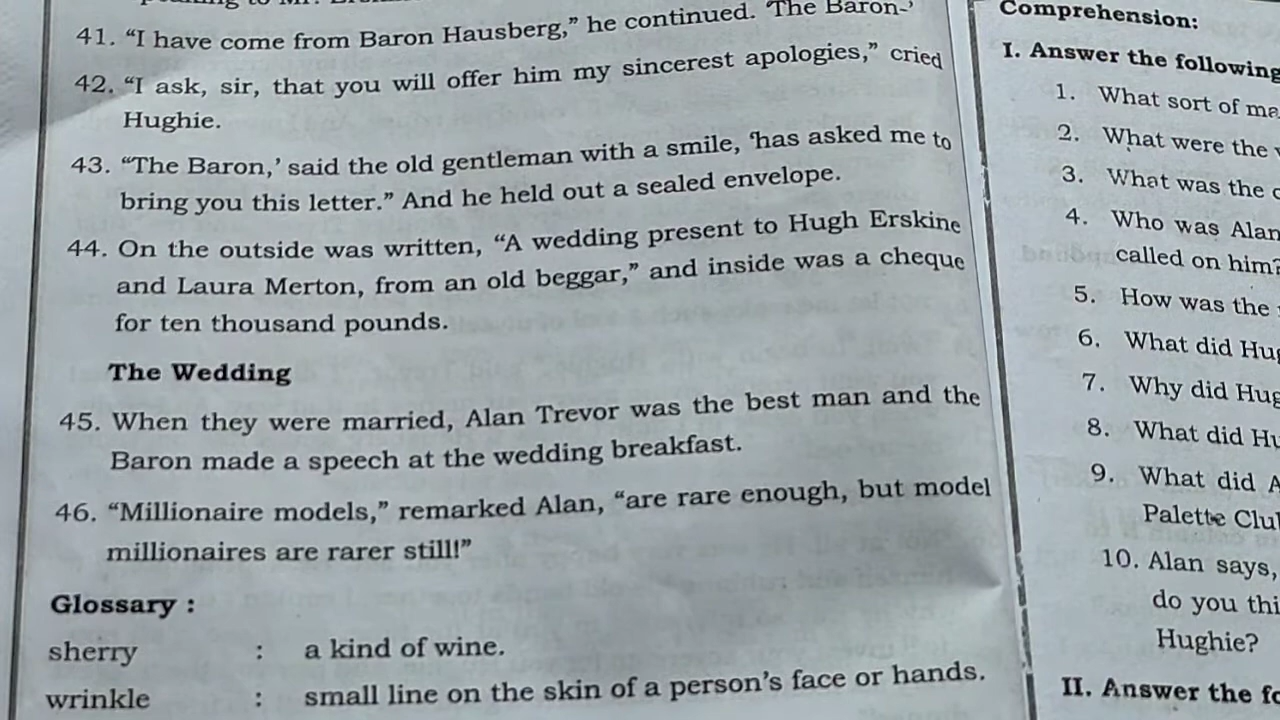 41. “I have come from Baron Hausberg,” he continued. 'The Baron-’
42. “I ask, sir, that you will offer him my sincerest apologies,” cried
Hughie.
43. “The Baron,’ said the old gentleman with a smile, ‘has asked me to
bring you this letter.” And he held out a sealed envelope.
44. On the outside was written, “A wedding present to Hugh Erskine
and Laura Merton, from an old beggar,” and inside was a cheque
for ten thousand pounds.
The Wedding
45. When they were married, Alan Trevor was the best man and the
Baron made a speech at the wedding breakfast.
46. “Millionaire models,” remarked Alan, “are rare enough, but model
millionaires are rarer still!”
Glossary :
sherry : a kind of wine.
wrinkle : small line on the skin of a person’s face or hands.
Comprehension:
I. Answer the following
1. What sort of
2. What were the
3. What was the
4. Who was Alan
called on him?
5. How was the
6. What did
7. Why did
8. What did
9. What did
Palette
10. Alan says,
do you
Hughie?
II. Answer the